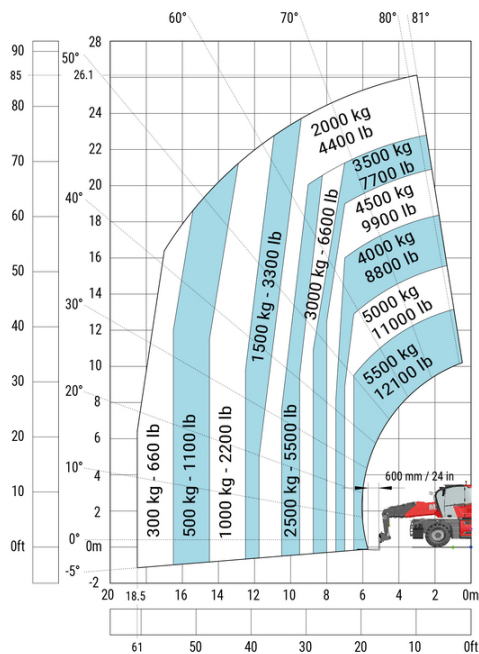 60° 70° 80° 81°
90 28
50°
85 26.1
80 24
2000 kg
4400 lb
70 22
3500 kg
7700 lb
20
4500 kg
9900 lb
40°
60 18
4000 kg
8800 lb
16
50 14
5000 kg
11000 lb
30°
40 12
10
5500 kg
12100 lb
30
20°
8
20 6
10°
4
600 mm / 24 in
10 2
0°
0ft 0m
-5°
-2
300 kg - 660 lb
500 kg - 1100 lb
1000 kg - 2200 lb
1500 kg - 3300 lb
2500 kg - 5500 lb
3000 kg - 6600 lb
20 18.5 16 14 12 10 8 6 4 2 0m
61 50 40 30 20 10 0ft